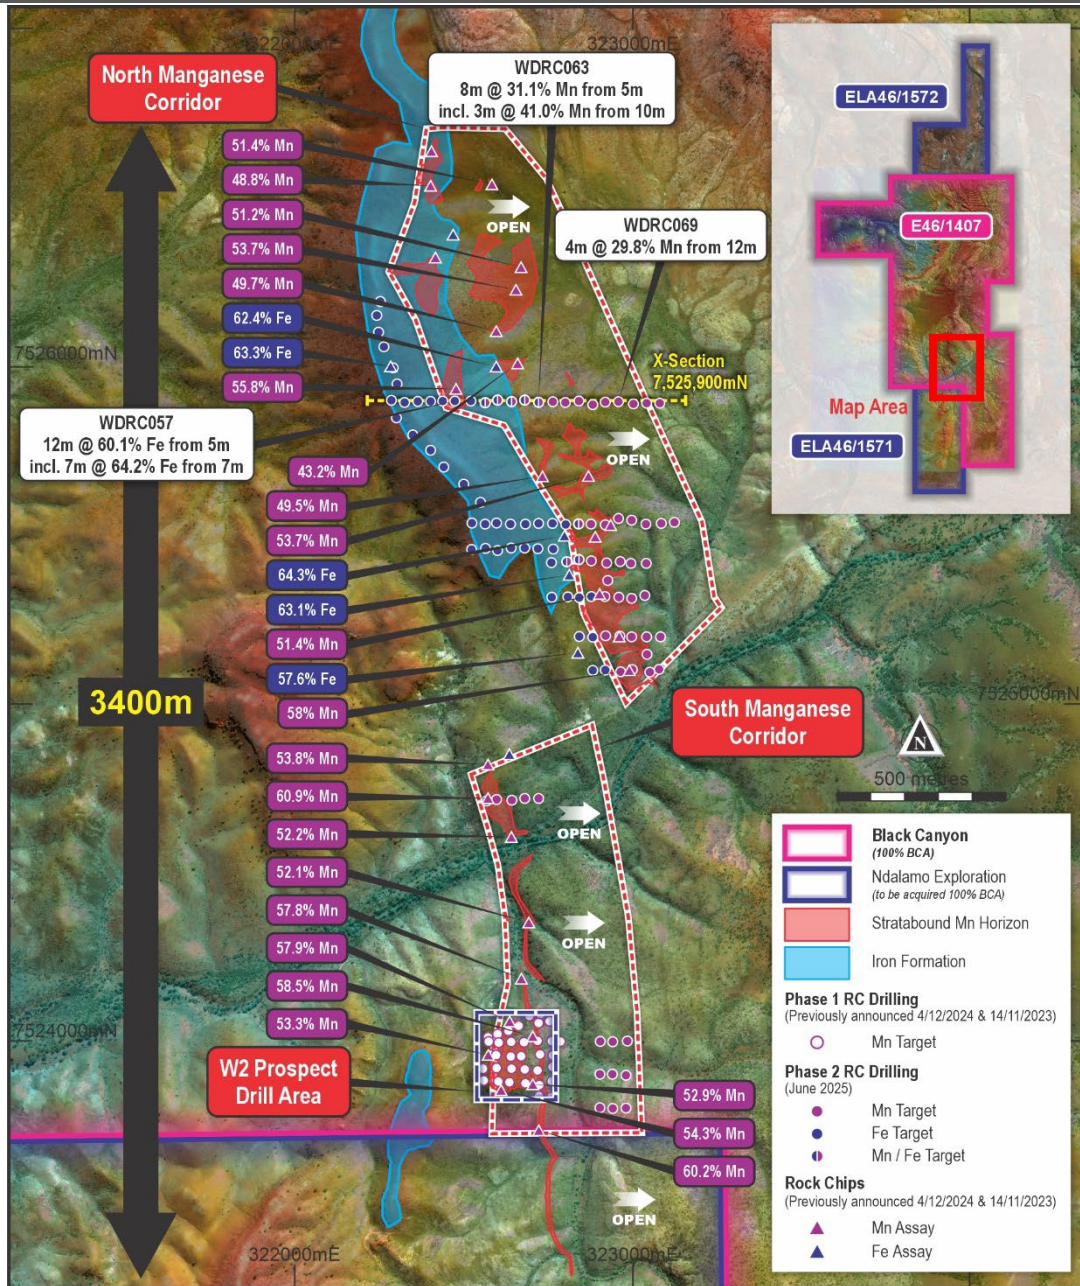 322000mE
323000mE
North Manganese
Corridor
WDRC063
8m @ 31.1% Mn from 5m
incl. 3m @ 41.0% Mn from 10m
ELA46/1572
E46/1407
Map Area
ELA46/1571
51.4% Mn
48.8% Mn
51.2% Mn
53.7% Mn
49.7% Mn
62.4% Fe
63.3% Fe
55.8% Mn
OPEN
WDRC069
4m @ 29.8% Mn from 12m
7526000mN
X-Section
7,525,900mN
WDRC057
12m @ 60.1% Fe from 5m
incl. 7m @ 64.2% Fe from 7m
OPEN
43.2% Mn
49.5% Mn
53.7% Mn
64.3% Fe
63.1% Fe
51.4% Mn
57.6% Fe
58% Mn
3400m
7525000mN
South Manganese
Corridor
N
500 metres
53.8% Mn
60.9% Mn
52.2% Mn
52.1% Mn
57.8% Mn
57.9% Mn
58.5% Mn
53.3% Mn
OPEN
OPEN
7524000mN
W2 Prospect
Drill Area
52.9% Mn
54.3% Mn
60.2% Mn
OPEN
322000mE
323000mE
Black Canyon
(100% BCA)
Ndalamo Exploration
(to be acquired 100% BCA)
Stratabound Mn Horizon
Iron Formation
Phase 1 RC Drilling
(Previously announced 4/12/2024 & 14/11/2023)
Mn Target
Phase 2 RC Drilling
(June 2025)
Mn Target
Fe Target
Mn / Fe Target
Rock Chips
(Previously announced 4/12/2024 & 14/11/2023)
Mn Assay
Fe Assay